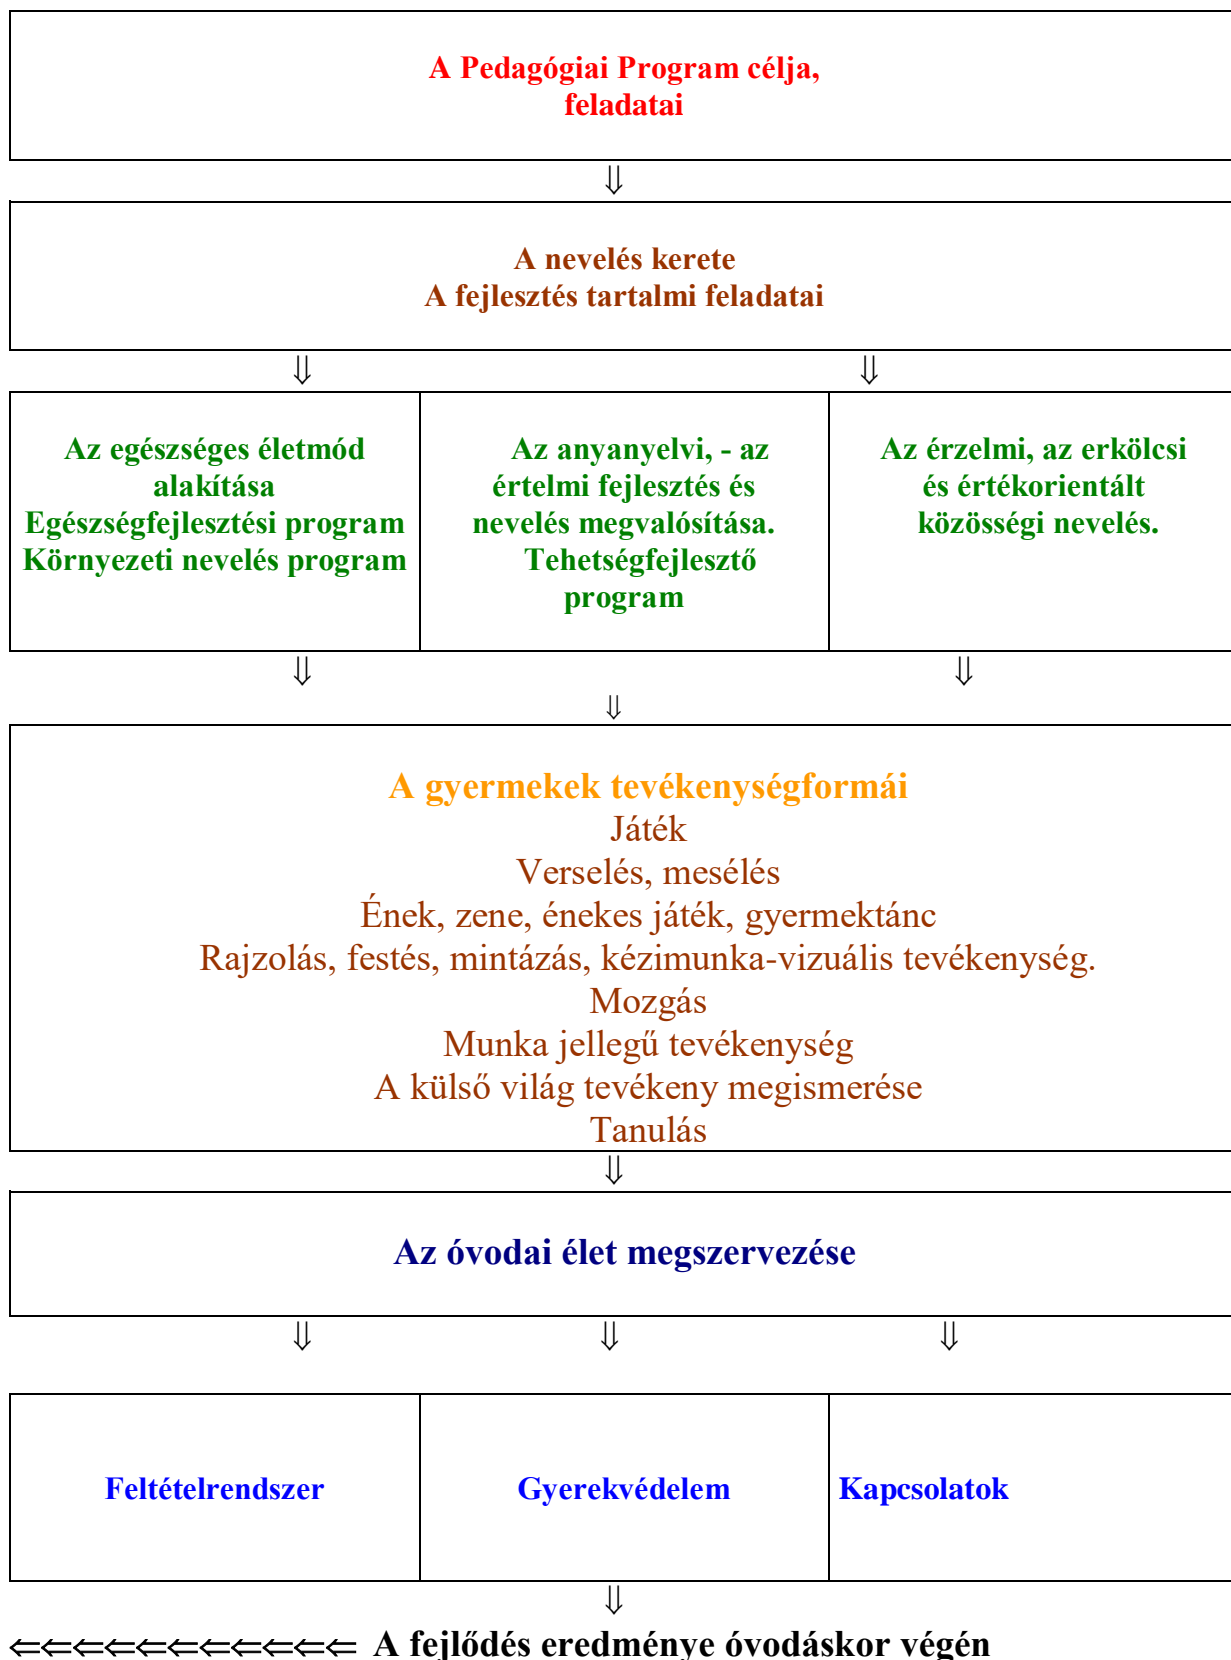 A Pedagógiai Program célja,
feladatai
⇓
A nevelés kerete
A fejlesztés tartalmi feladatai
⇓ ⇓
Az egészséges életmód
alakítása
Egészségfejlesztési program
Környezeti nevelés program
Az anyanyelvi, - az
értelmi fejlesztés és
nevelés megvalósítása.
Tehetségfejlesztő
program
Az érzelmi, az erkölcsi
és értékorientált
közösségi nevelés.
⇓ ⇓
⇓
A gyermekek tevékenységformái
Játék
Verselés, mesélés
Ének, zene, énekes játék, gyermektánc
Rajzolás, festés, mintázás, kézimunka-vizuális tevékenység.
Mozgás
Munka jellegű tevékenység
A külső világ tevékeny megismerése
Tanulás
⇓
Az óvodai élet megszervezése
⇓ ⇓ ⇓
Feltételrendszer
Gyerekvédelem
Kapcsolatok
⇓
⇐⇐⇐⇐⇐⇐⇐⇐⇐⇐⇐ A fejlődés eredménye óvodáskor végén